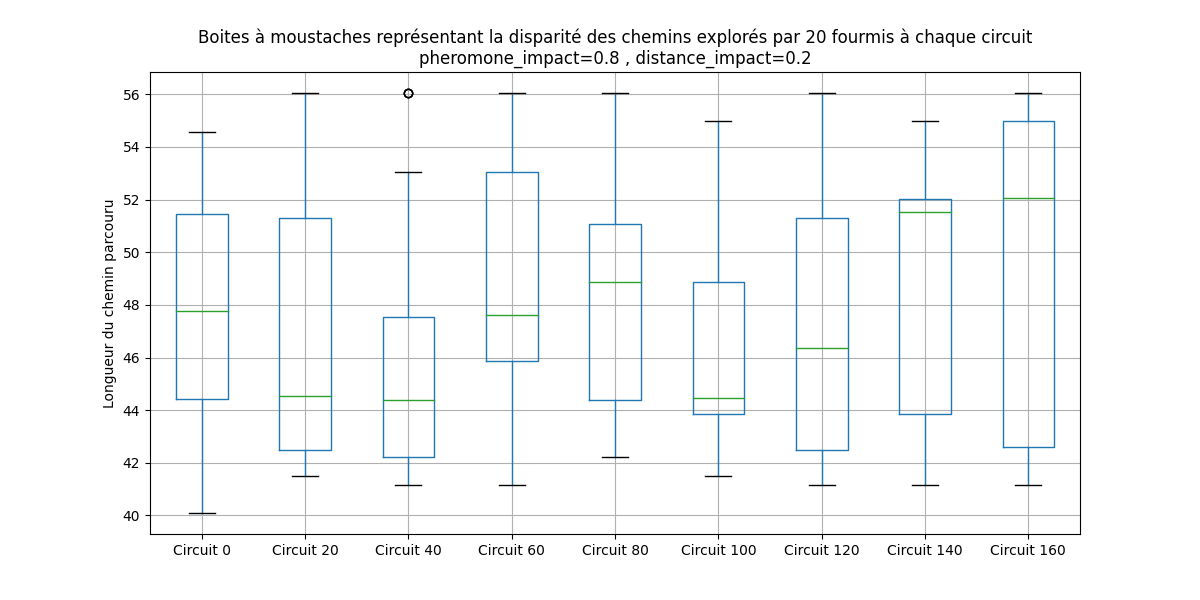 Boites à moustaches représentant la disparité des chemins explorés par 20 fourmis à chaque circuit
pheromone_impact=0.8 , distance_impact=0.2
Longueur du chemin parcouru
56
54
52
50
48
46
44
42
40
Circuit 0 Circuit 20 Circuit 40 Circuit 60 Circuit 80 Circuit 100 Circuit 120 Circuit 140 Circuit 160